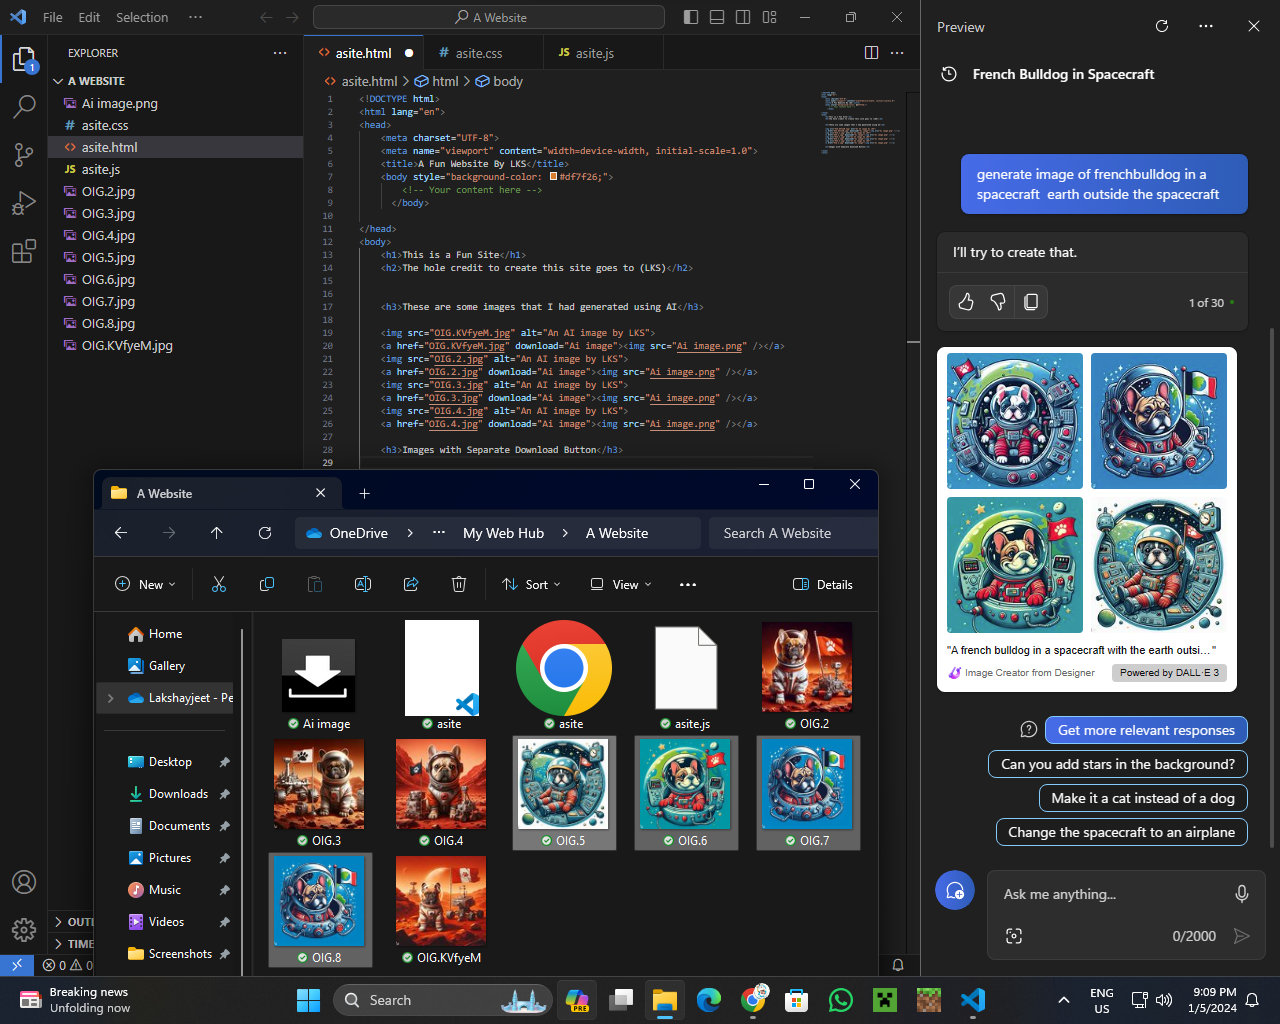 File Edit Selection ···
A Website
EXPLORER
A WEBSITE
Ai image.png
asite.css
asite.html
asite.js
OIG.2.jpg
OIG.3.jpg
OIG.4.jpg
OIG.5.jpg
OIG.6.jpg
OIG.7.jpg
OIG.8.jpg
OIG.KVfyeM.jpg
1
OUTL
TIME
0 0
asite.html asite.css JS asite.js
asite.html > html > body
1 <!DOCTYPE html>
2 <html lang="en">
3 <head>
4 <meta charset="UTF-8">
5 <meta name="viewport" content="width=device-width, initial-scale=1.0">
6 <title>A Fun Website By LKS</title>
7 <body style="background-color: #df7f26;">
8 <!-- Your content here -->
9 </body>
10
11 </head>
12 <body>
13 <h1>This is a Fun Site</h1>
14 <h2>The hole credit to create this site goes to (LKS)</h2>
15
16
17 <h3>These are some images that I had generated using AI</h3>
18
19 <img src="OIG.KVfyeM.jpg" alt="An AI image by LKS">
20 <a href="OIG.KVfyeM.jpg" download="Ai image"><img src="Ai image.png" /></a>
21 <img src="OIG.2.jpg" alt="An AI image by LKS">
22 <a href="OIG.2.jpg" download="Ai image"><img src="Ai image.png" /></a>
23 <img src="OIG.3.jpg" alt="An AI image by LKS">
24 <a href="OIG.3.jpg" download="Ai image"><img src="Ai image.png" /></a>
25 <img src="OIG.4.jpg" alt="An AI image by LKS">
26 <a href="OIG.4.jpg" download="Ai image"><img src="Ai image.png" /></a>
27
28 <h3>Images with Separate Download Button</h3>
29
A Website
OneDrive > ··· My Web Hub > A Website
Search A Website
New Sort View ··· Details
Home
Gallery
Lakshayjeet - Pe
Desktop
Downloads
Documents
Pictures
Music
Videos
Screenshots
Ai image asite asite asite.js OIG.2
OIG.3 OIG.4 OIG.5 OIG.6 OIG.7
OIG.8 OIG.KVfyeM
Preview
French Bulldog in Spacecraft
generate image of frenchbulldog in a
spacecraft earth outside the spacecraft
I'll try to create that.
1 of 30
"A french bulldog in a spacecraft with the earth outsi..."
Image Creator from Designer
Powered by DALL·E 3
Get more relevant responses
Can you add stars in the background?
Make it a cat instead of a dog
Change the spacecraft to an airplane
Ask me anything...
0/2000
Breaking news
Unfolding now
Search
PRE
ENG
US
9:09 PM
1/5/2024